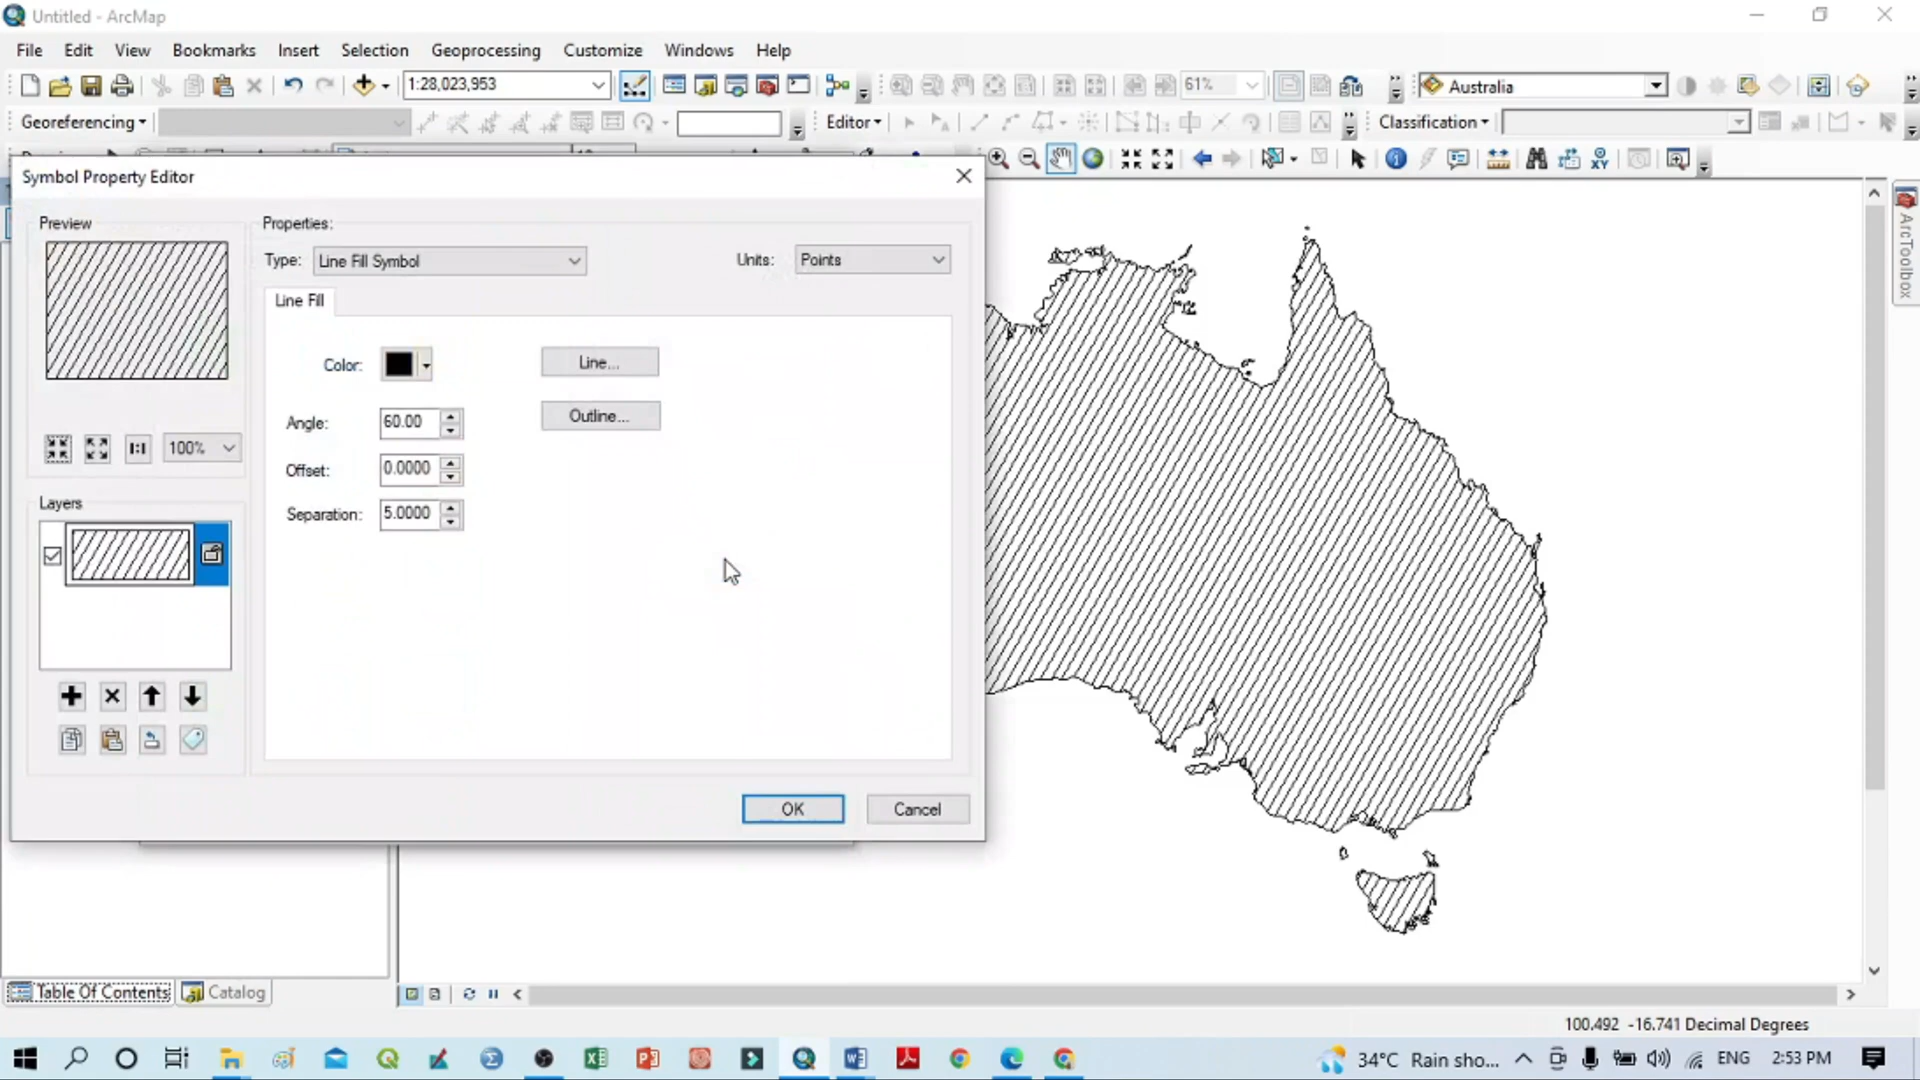 Untitled - ArcMap
File Edit View Bookmarks Insert Selection Geoprocessing Customize Windows Help
1:28,023,953 61% Australia
Georeferencing Editor Classification
Symbol Property Editor
Preview
Properties:
Type: Line Fill Symbol Units: Points
Line Fill
Color: Line...
Angle: 60.00 Outline...
1:1 100%
Offset: 0.0000
Layers
Separation: 5.0000
OK Cancel
ArcToolbox
Table Of Contents Catalog
100.492 -16.741 Decimal Degrees
34°C Rain sho... ENG 2:53 PM